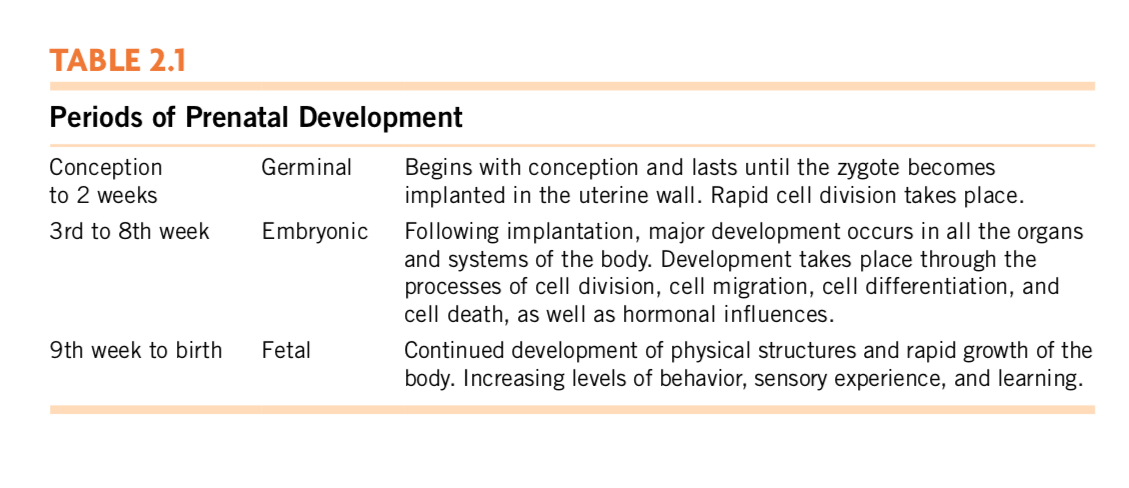 TABLE 2.1
Periods of Prenatal Development
Conception Germinal Begins with conception and lasts until the zygote becomes
to 2 weeks implanted in the uterine wall. Rapid cell division takes place.
3rd to 8th week Embryonic Following implantation, major development occurs in all the organs
and systems of the body. Development takes place through the
processes of cell division, cell migration, cell differentiation, and
cell death, as well as hormonal influences.
9th week to birth Fetal Continued development of physical structures and rapid growth of the
body. Increasing levels of behavior, sensory experience, and learning.